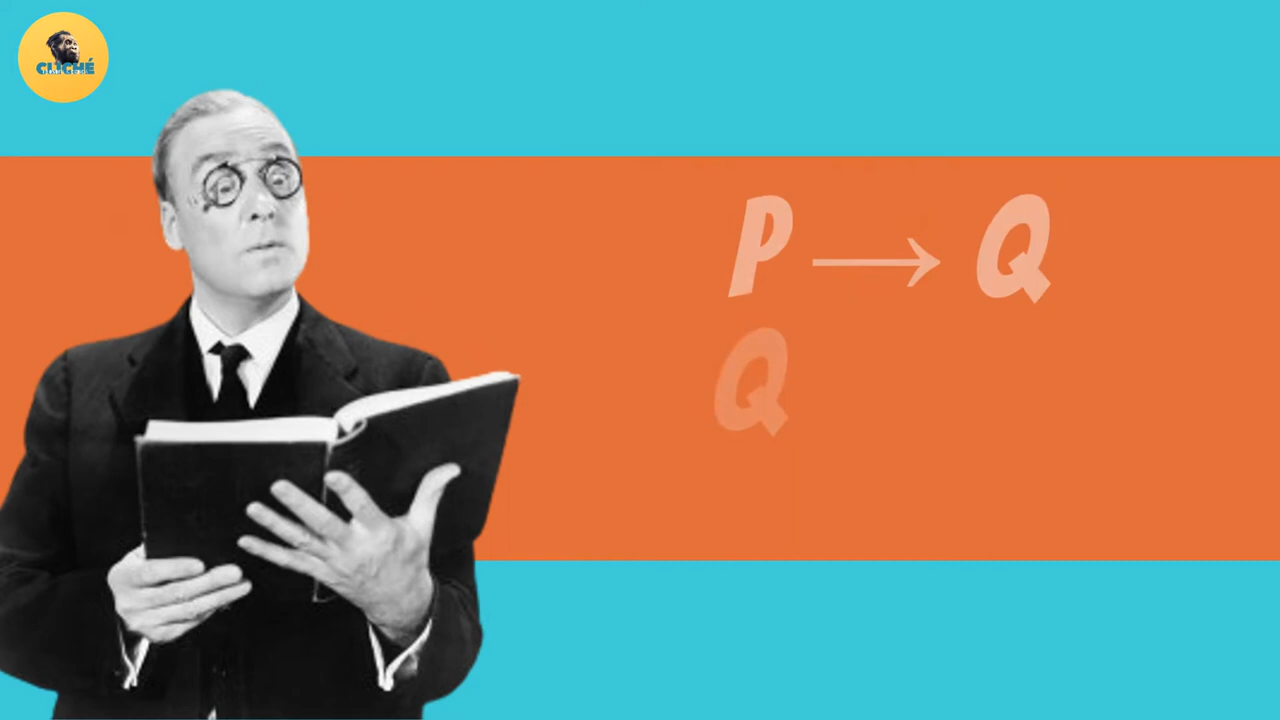 CLICHÉ
P → Q
Q